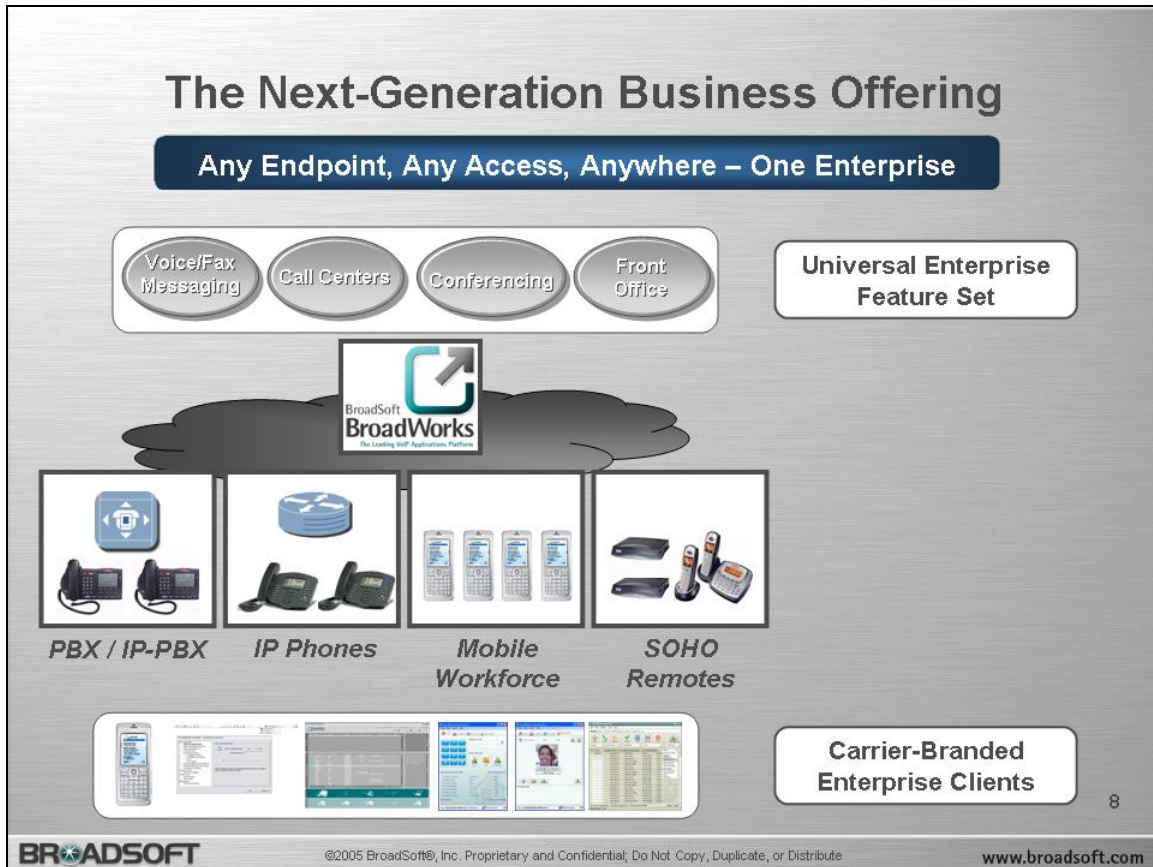 The Next-Generation Business Offering
Any Endpoint, Any Access, Anywhere – One Enterprise
Voice/Fax
Messaging
Call Centers
Conferencing
Front
Office
Universal Enterprise
Feature Set
BroadSoft
BroadWorks
The Leading VoIP Applications Platform
PBX / IP-PBX
IP Phones
Mobile
Workforce
SOHO
Remotes
Carrier-Branded
Enterprise Clients
8
BROADSOFT
©2005 BroadSoft®, Inc. Proprietary and Confidential; Do Not Copy, Duplicate, or Distribute
www.broadsoft.com